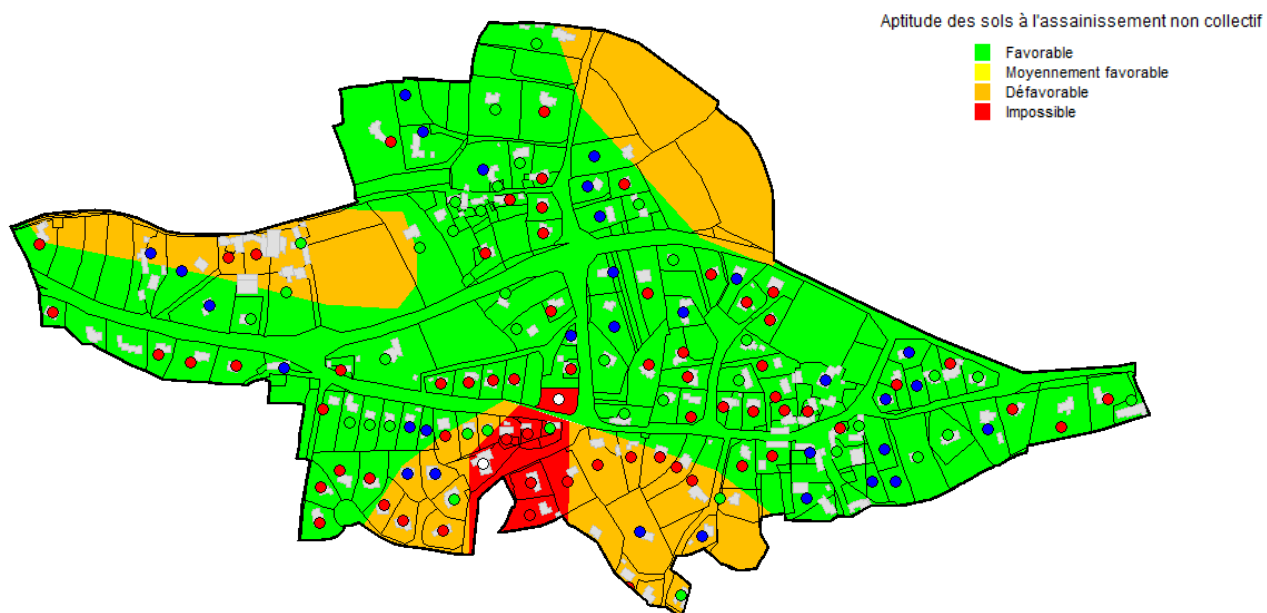 Aptitude des sols à l'assainissement non collectif
Favorable
Moyennement favorable
Défavorable
Impossible